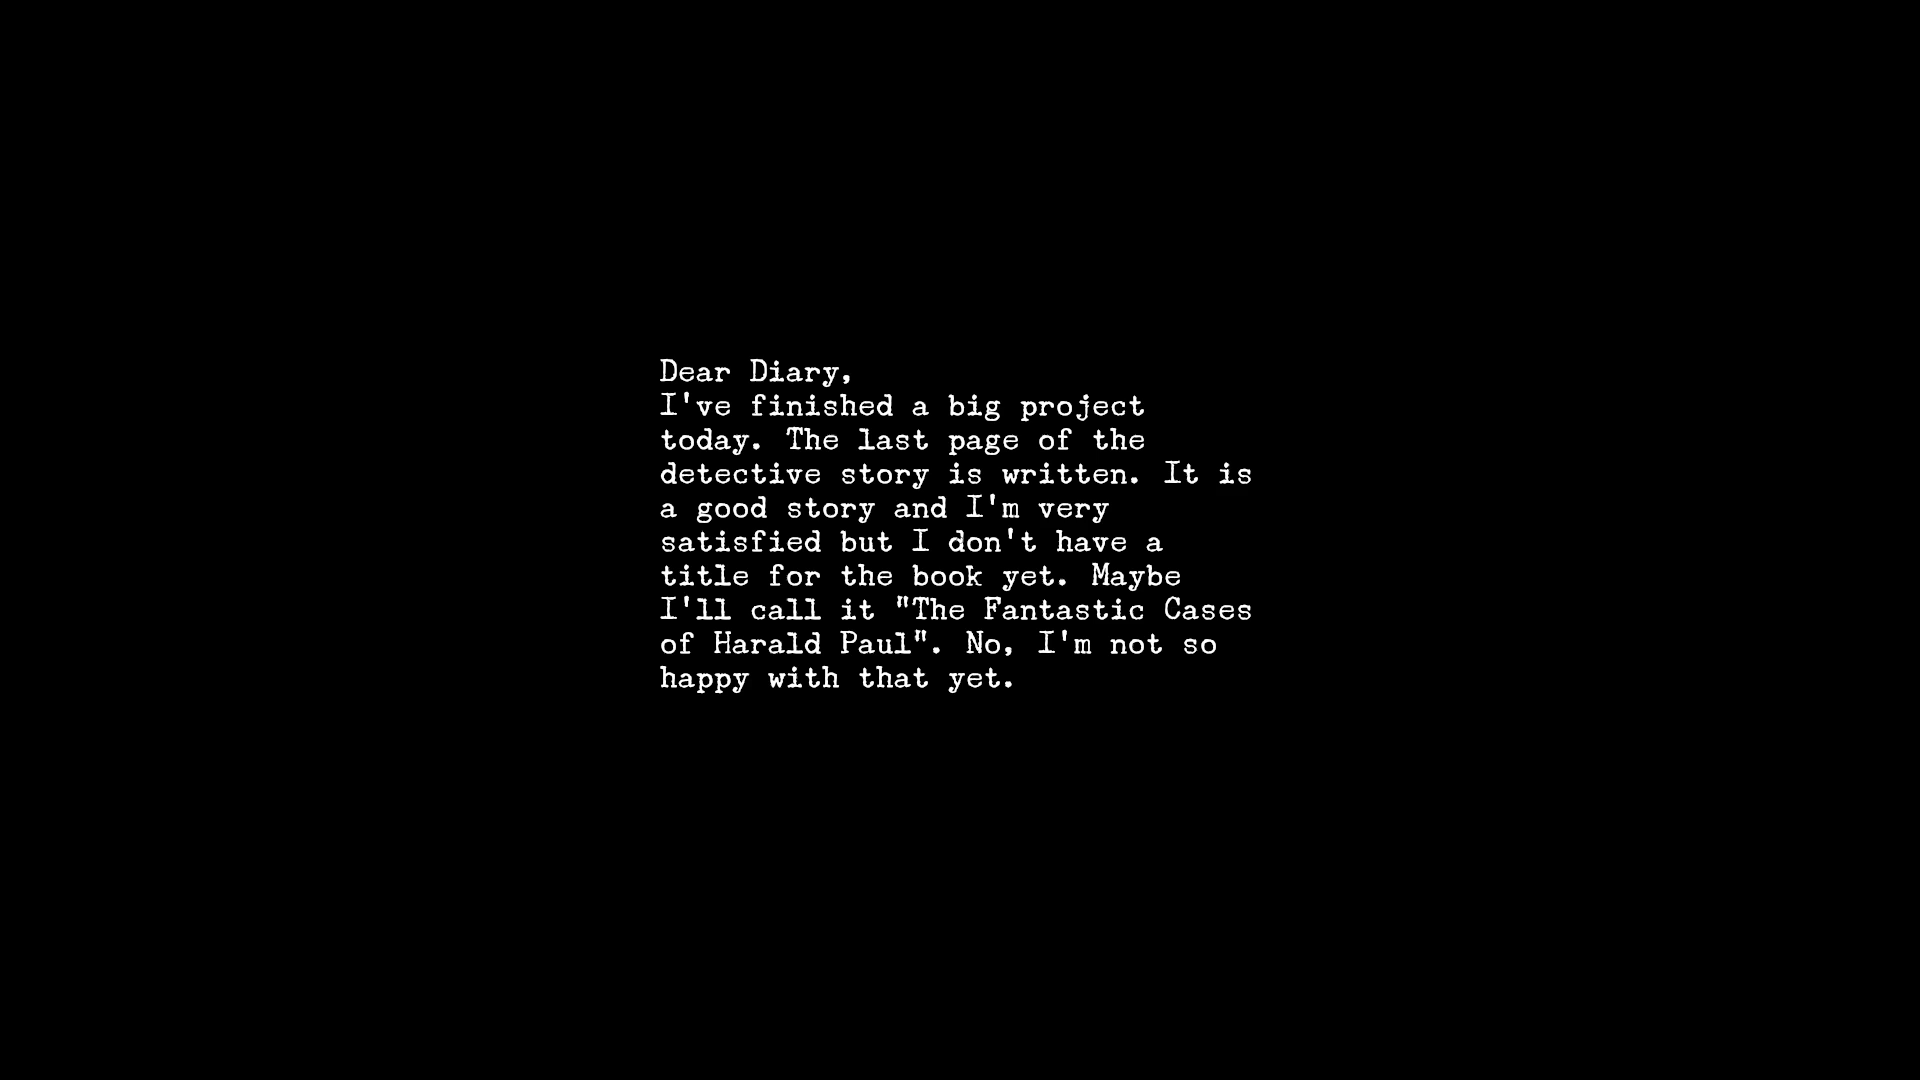 Dear Diary,
I've finished a big project
today. The last page of the
detective story is written. It is
a good story and I'm very
satisfied but I don't have a
title for the book yet. Maybe
I'll call it "The Fantastic Cases
of Harald Paul". No, I'm not so
happy with that yet.